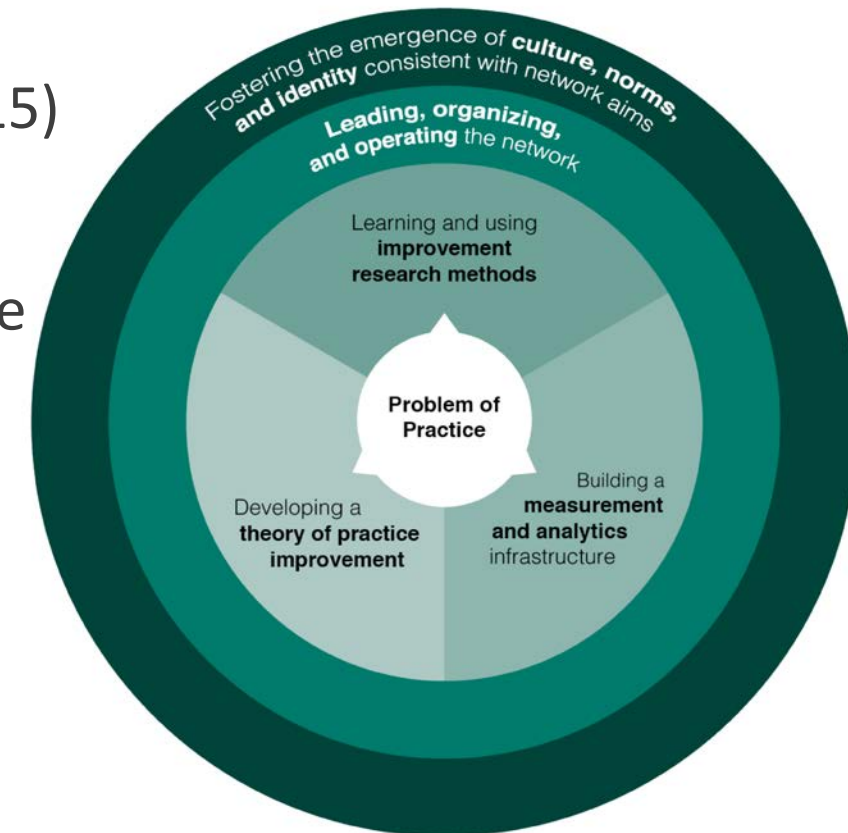 15)
e
Fostering the emergence of culture, norms,
and identity consistent with network aims
Leading, organizing,
and operating the network
Learning and using
improvement
research methods
Problem of
Practice
Developing a
theory of practice
improvement
Building a
measurement
and analytics
infrastructure